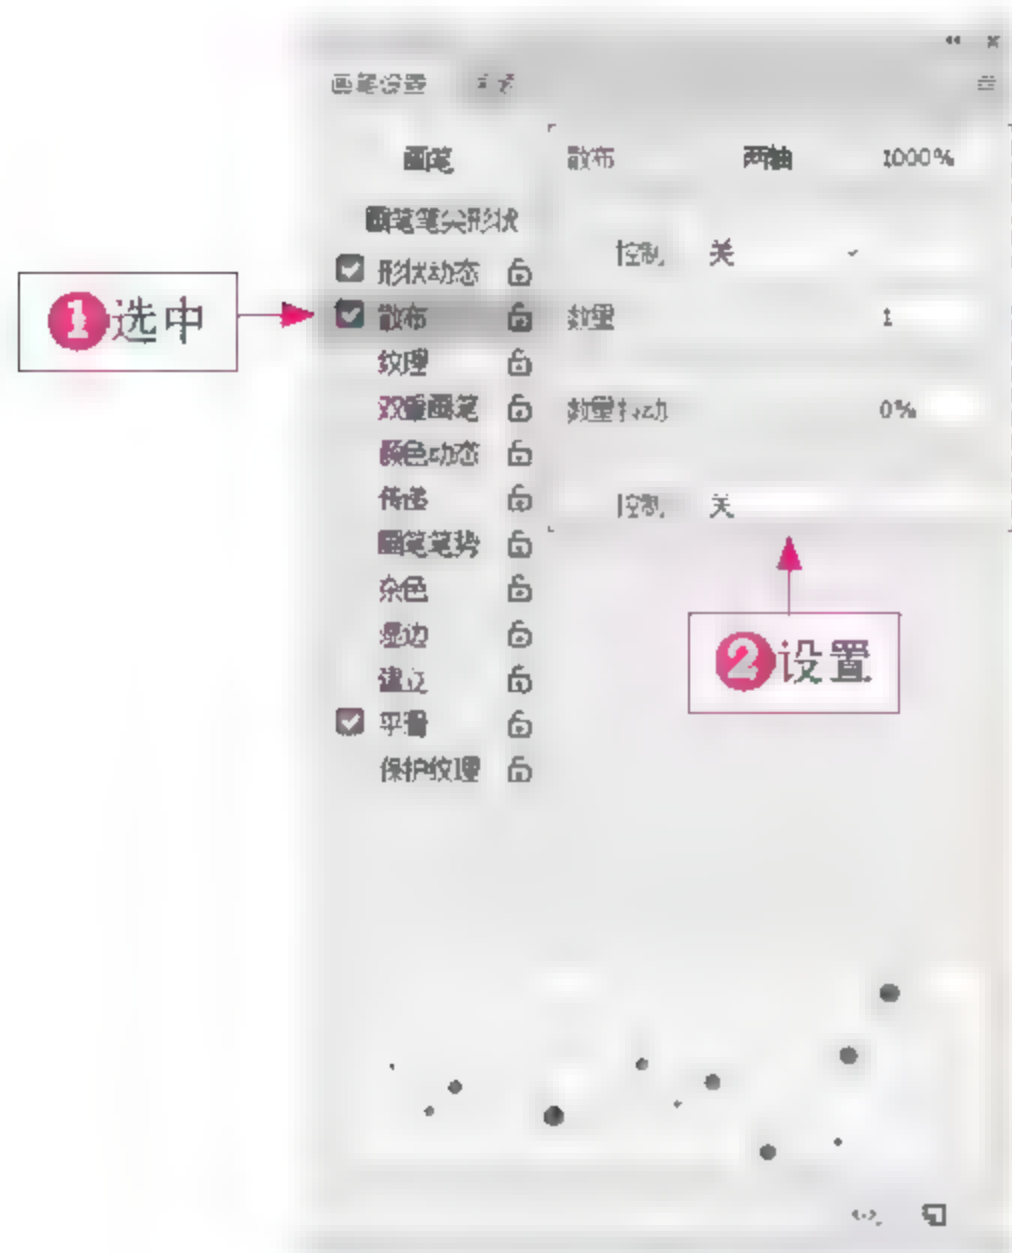 画笔设置
画笔
散布 两轴 1000%
画笔笔尖形状
控制 关
形状动态
散布
数量 1
❶选中
纹理
双重画笔
数量抖动 0%
颜色动态
传递
控制 关
画笔笔势
杂色
湿边
建立
平滑
保护纹理
❷设置